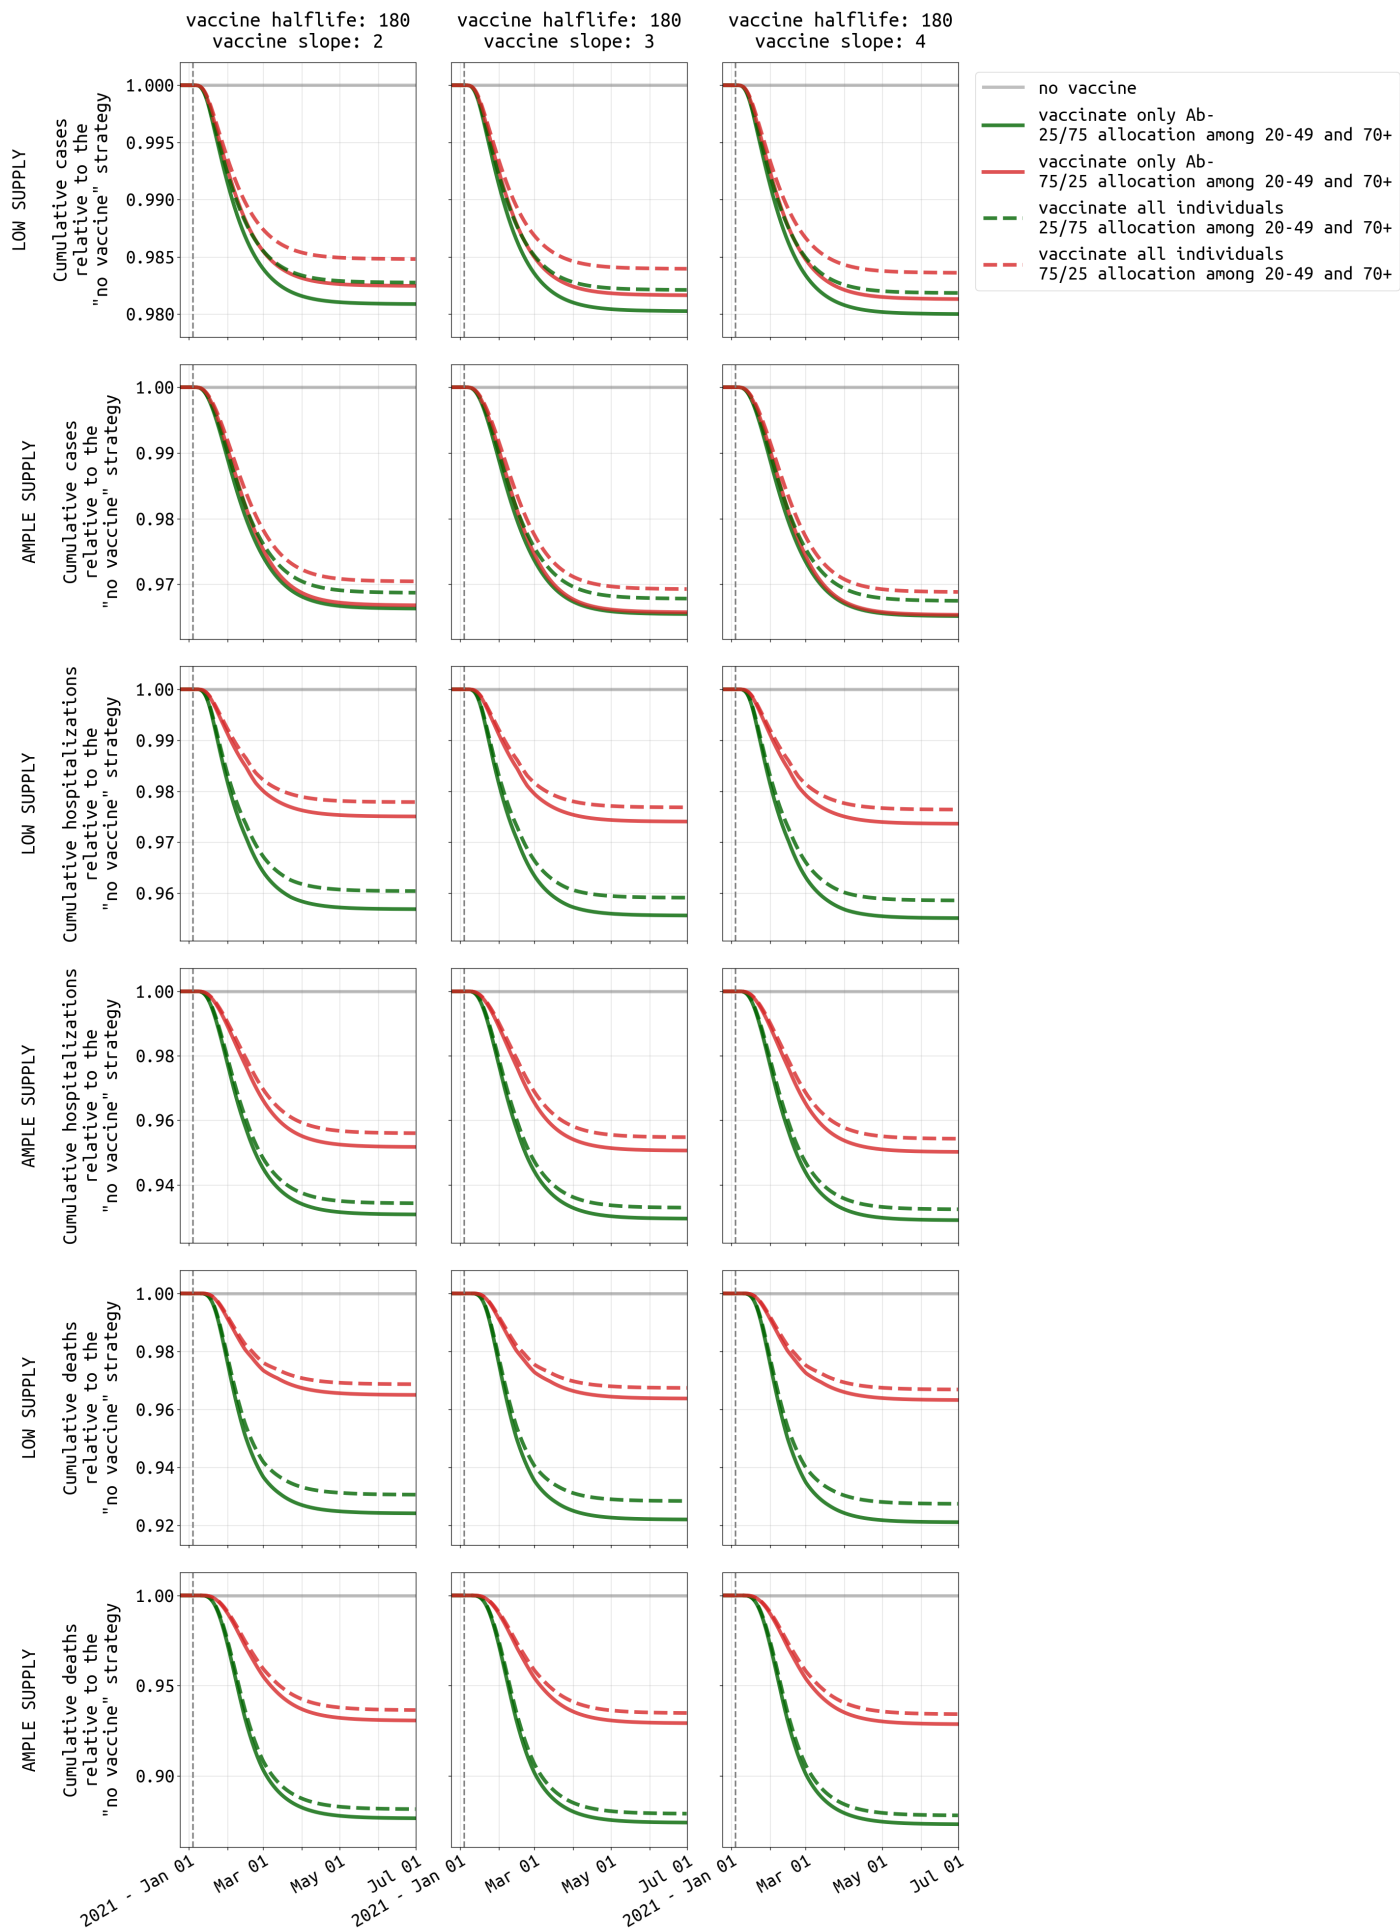 vaccine halflife: 180
vaccine slope: 2
vaccine halflife: 180
vaccine slope: 3
vaccine halflife: 180
vaccine slope: 4
no vaccine
vaccinate only Ab-
25/75 allocation among 20-49 and 70+
vaccinate only Ab-
75/25 allocation among 20-49 and 70+
vaccinate all individuals
25/75 allocation among 20-49 and 70+
vaccinate all individuals
75/25 allocation among 20-49 and 70+
LOW SUPPLY
Cumulative cases
relative to the
"no vaccine" strategy
1.000
0.995
0.990
0.985
0.980
AMPLE SUPPLY
Cumulative cases
relative to the
"no vaccine" strategy
1.00
0.99
0.98
0.97
LOW SUPPLY
Cumulative hospitalizations
relative to the
"no vaccine" strategy
1.00
0.99
0.98
0.97
0.96
AMPLE SUPPLY
Cumulative hospitalizations
relative to the
"no vaccine" strategy
1.00
0.98
0.96
0.94
LOW SUPPLY
Cumulative deaths
relative to the
"no vaccine" strategy
1.00
0.98
0.96
0.94
0.92
AMPLE SUPPLY
Cumulative deaths
relative to the
"no vaccine" strategy
1.00
0.95
0.90
2021 - Jan 01
Mar 01
May 01
Jul 01
2021 - Jan 01
Mar 01
May 01
Jul 01
2021 - Jan 01
Mar 01
May 01
Jul 01